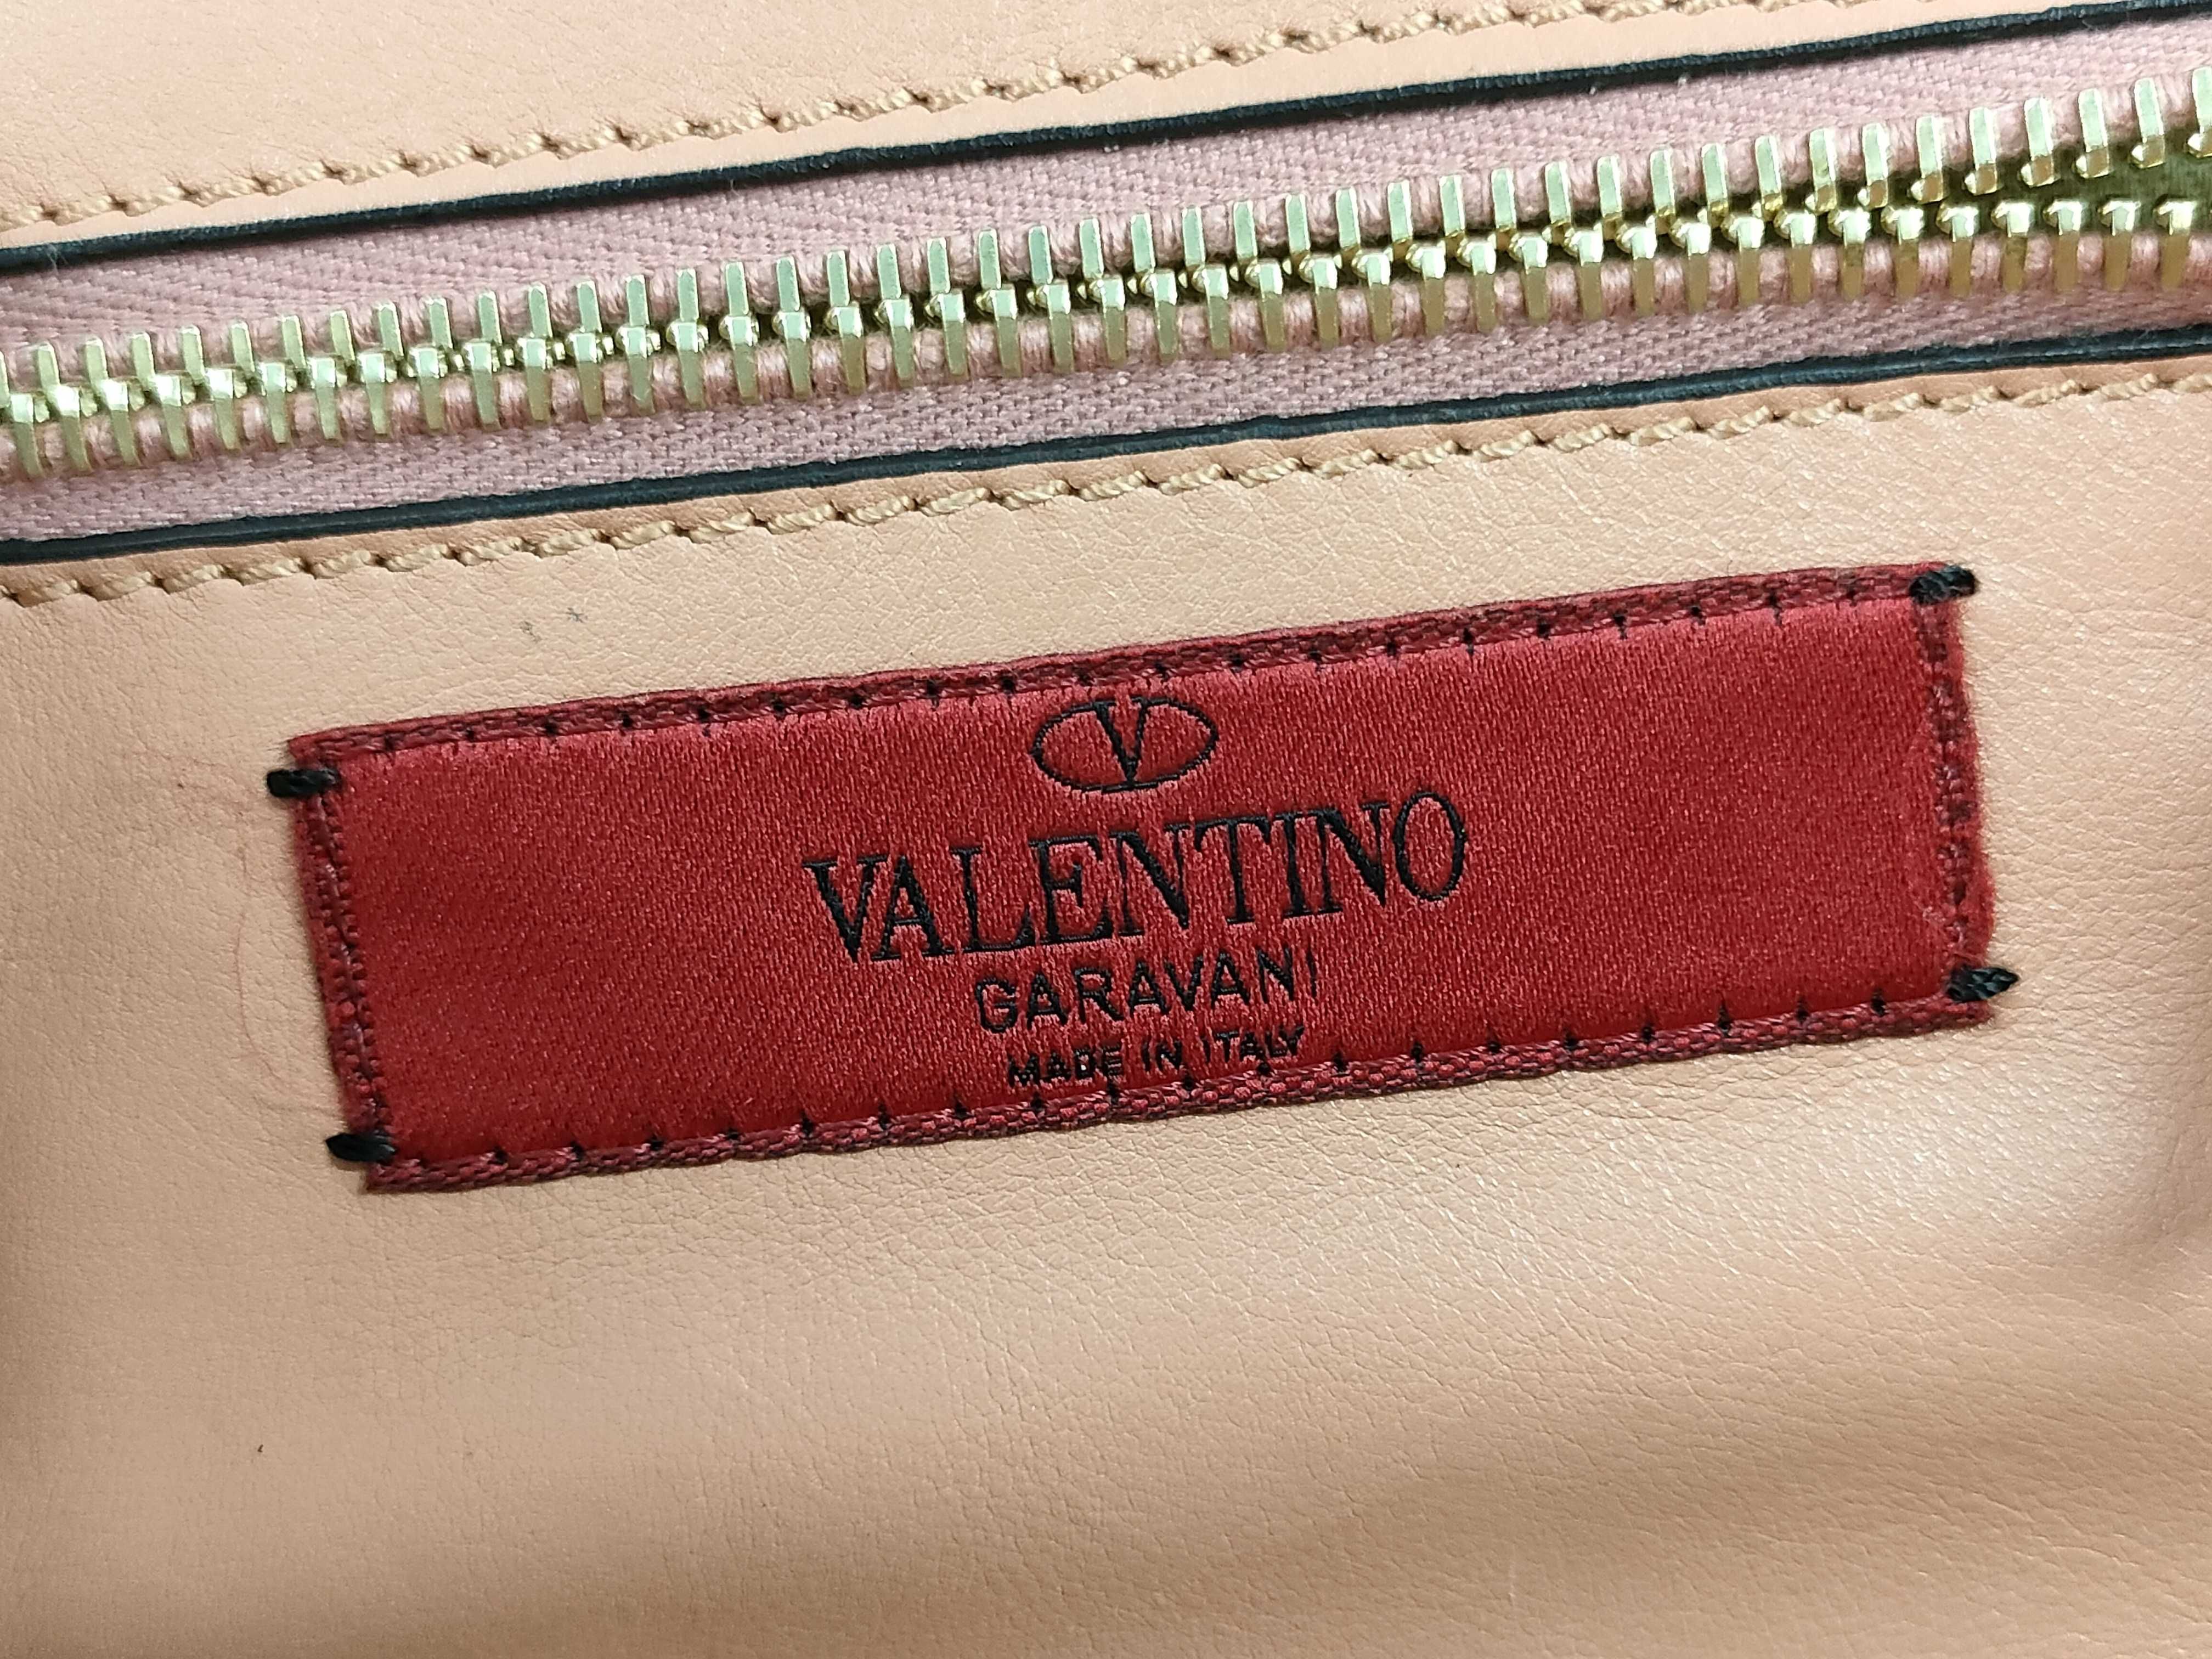 V
VALENTINO
GARAVANI
MADE IN ITALY